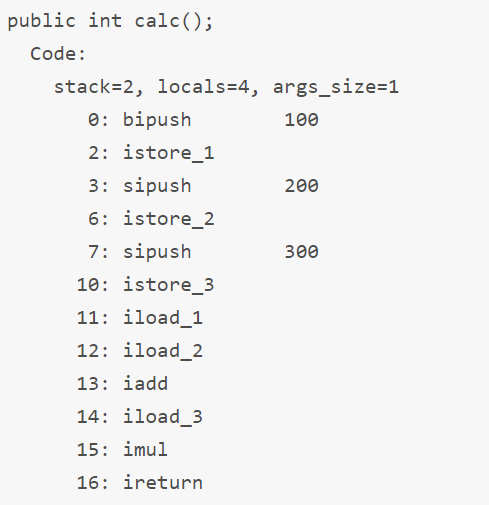 public int calc();
  Code:
    stack=2, locals=4, args_size=1
       0: bipush        100
       2: istore_1
       3: sipush        200
       6: istore_2
       7: sipush        300
      10: istore_3
      11: iload_1
      12: iload_2
      13: iadd
      14: iload_3
      15: imul
      16: ireturn